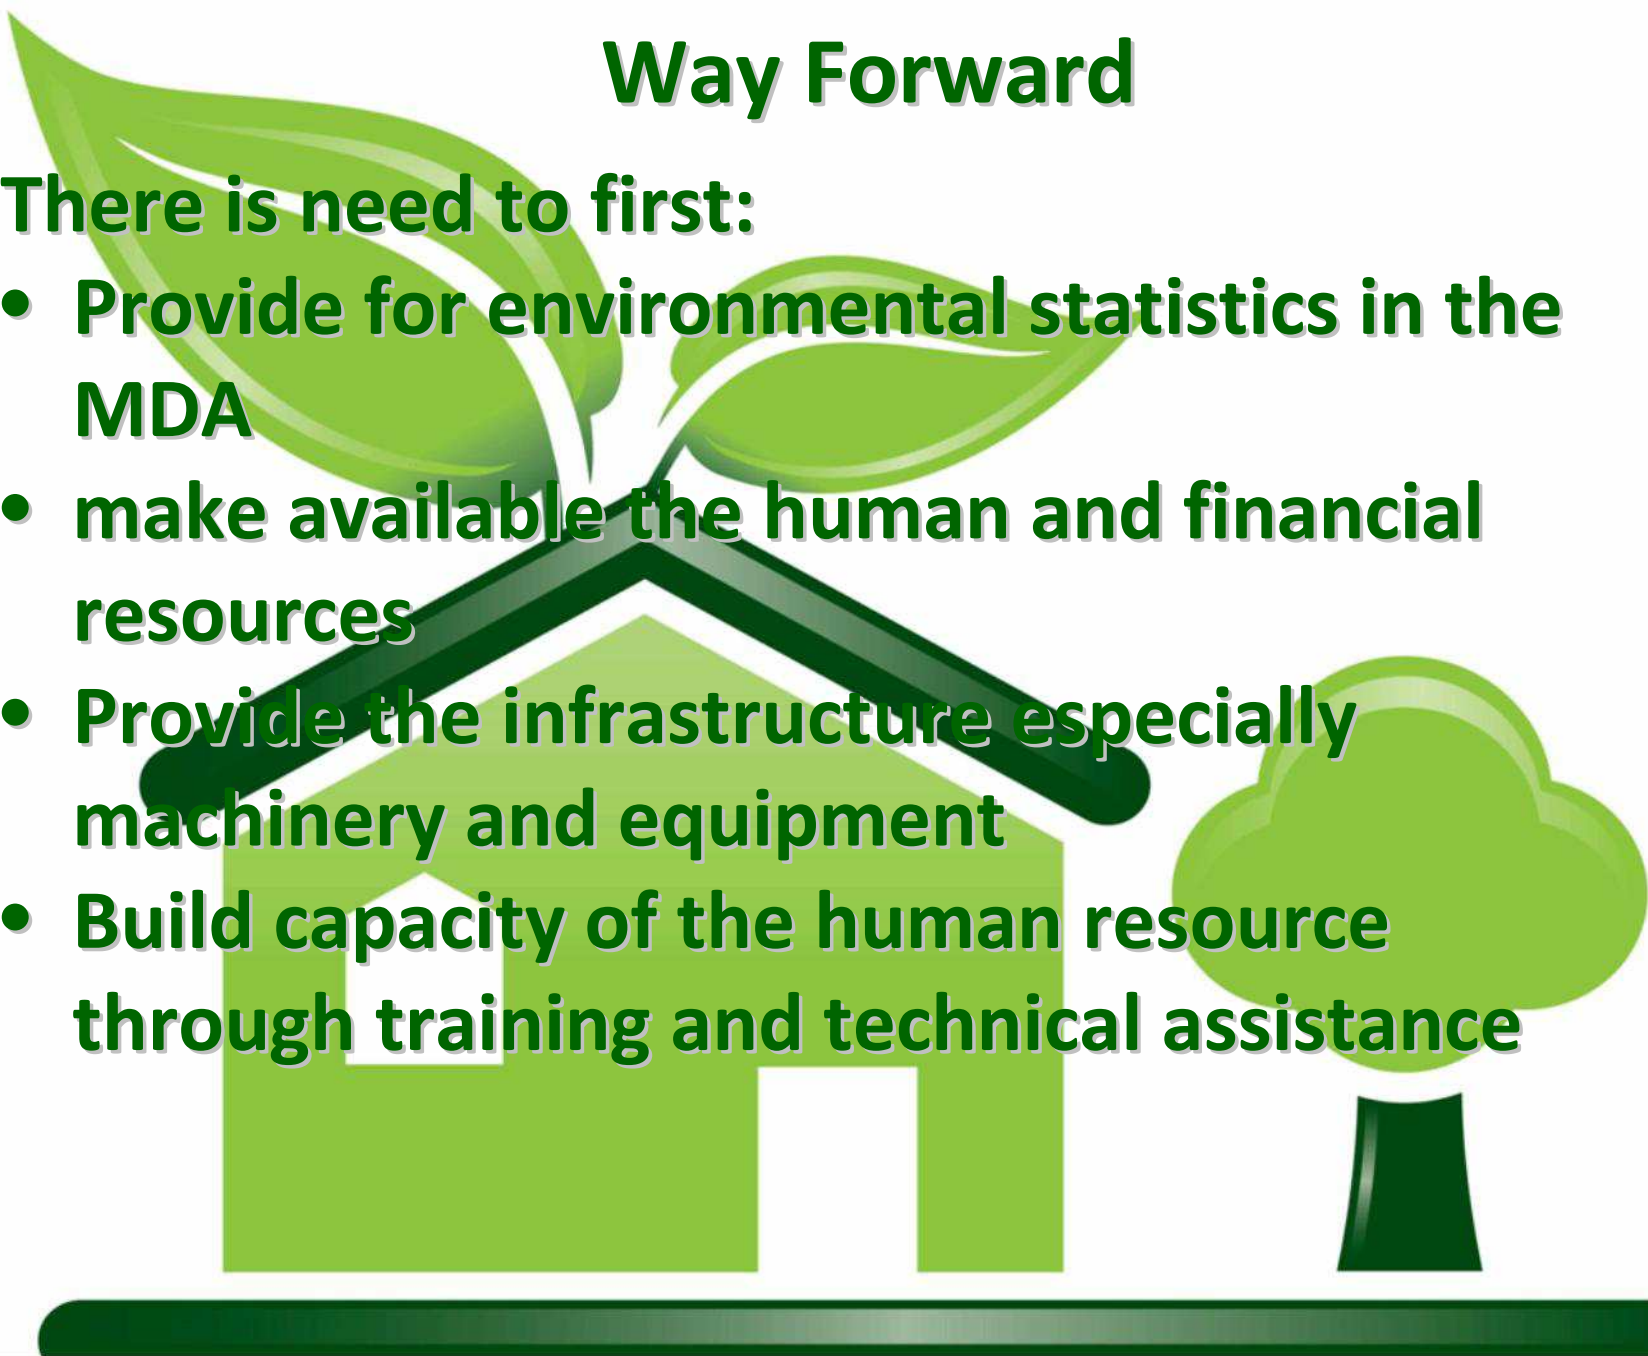 Way Forward
There is need to first:
• Provide for environmental statistics in the
MDA
• make available the human and financial
resources
• Provide the infrastructure especially
machinery and equipment
• Build capacity of the human resource
through training and technical assistance